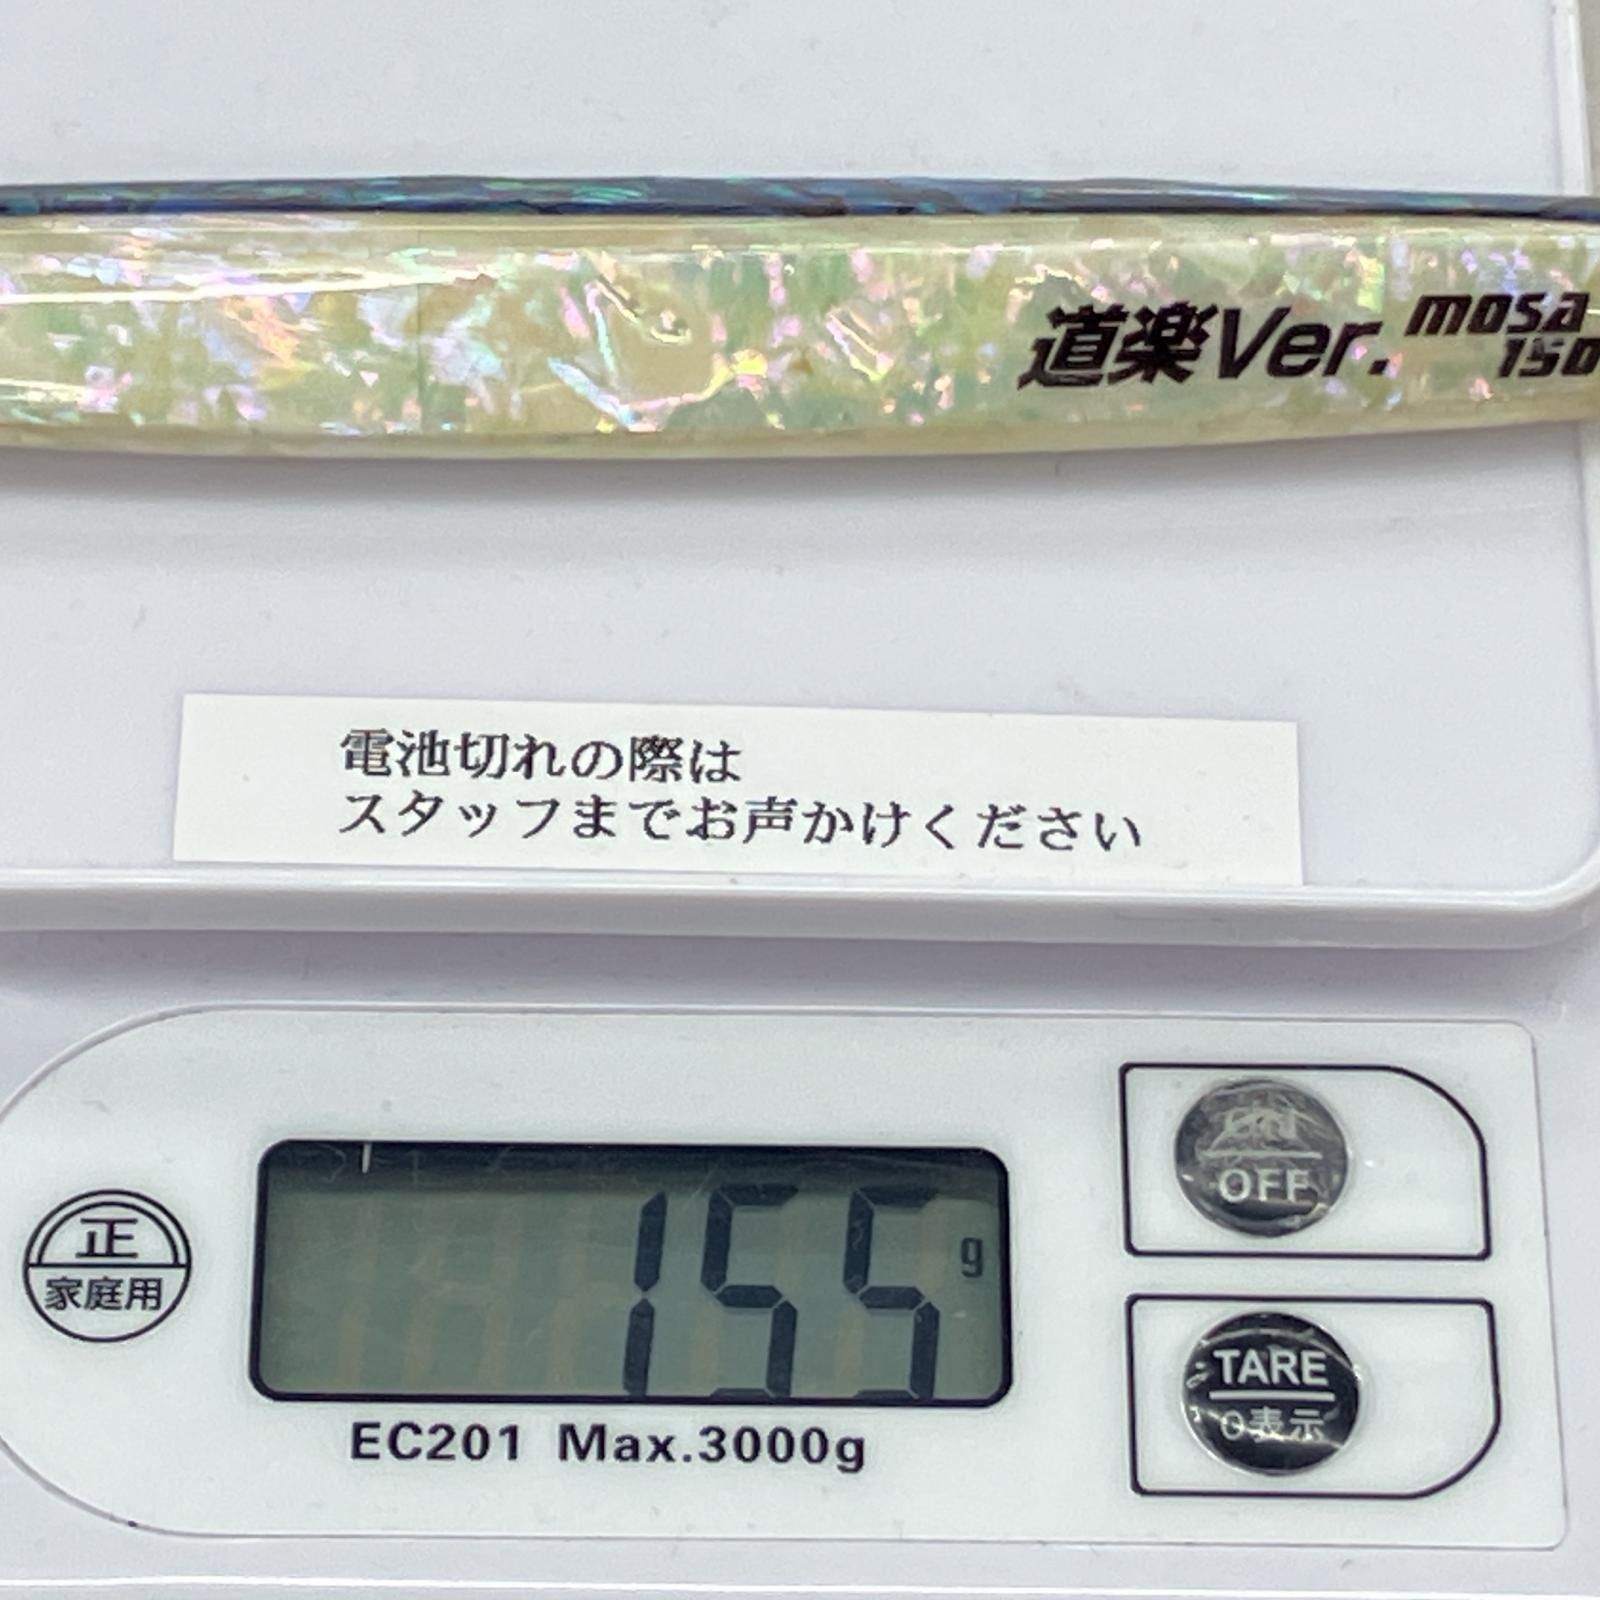 道楽Ver. mosa
150
電池切れの際は
スタッフまでお声かけください
155 g
正
家庭用
EC201 Max.3000g
ON
OFF
TARE
0表示